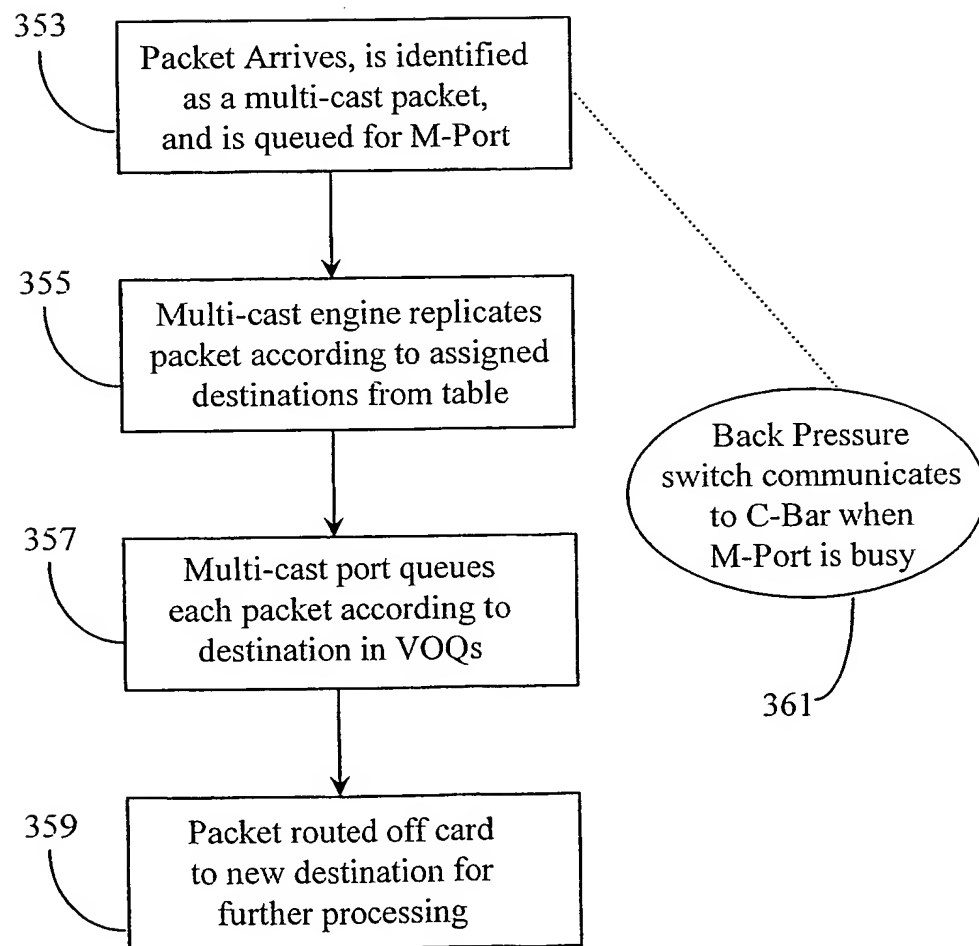 353
Packet Arrives, is identified
as a multi-cast packet,
and is queued for M-Port
355
Multi-cast engine replicates
packet according to assigned
destinations from table
Back Pressure
switch communicates
to C-Bar when
M-Port is busy
361
357
Multi-cast port queues
each packet according to
destination in VOQs
359
Packet routed off card
to new destination for
further processing